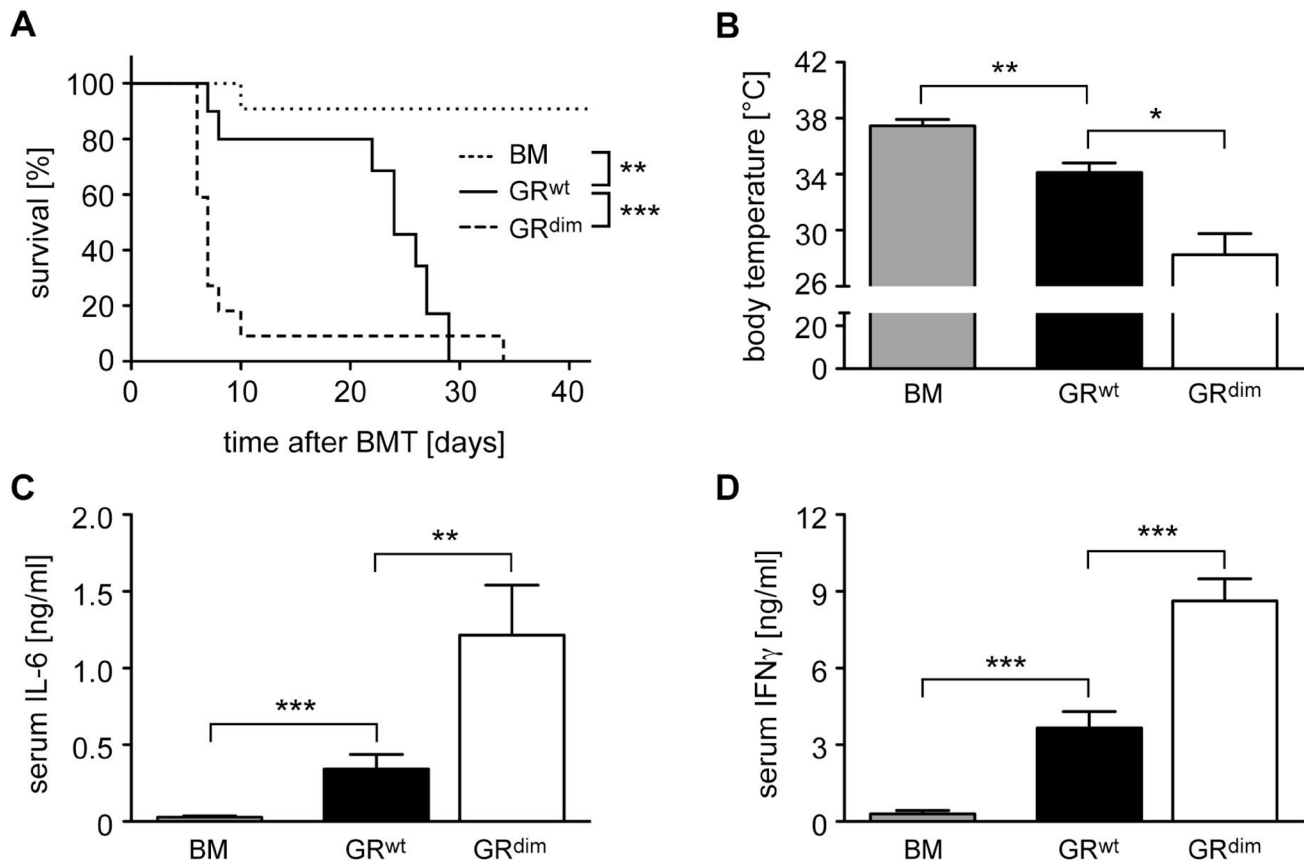 A
survival [%]
100
80
60
40
20
0
0 10 20 30 40
time after BMT [days]
BM
GRwt
GRdim
**
***
B
body temperature [°C]
42
38
34
30
26
20
0
**
*
BM GRwt GRdim
C
serum IL-6 [ng/ml]
2.0
1.5
1.0
0.5
0
***
**
BM GRwt GRdim
D
serum IFNγ [ng/ml]
12
9
6
3
0
***
***
BM GRwt GRdim